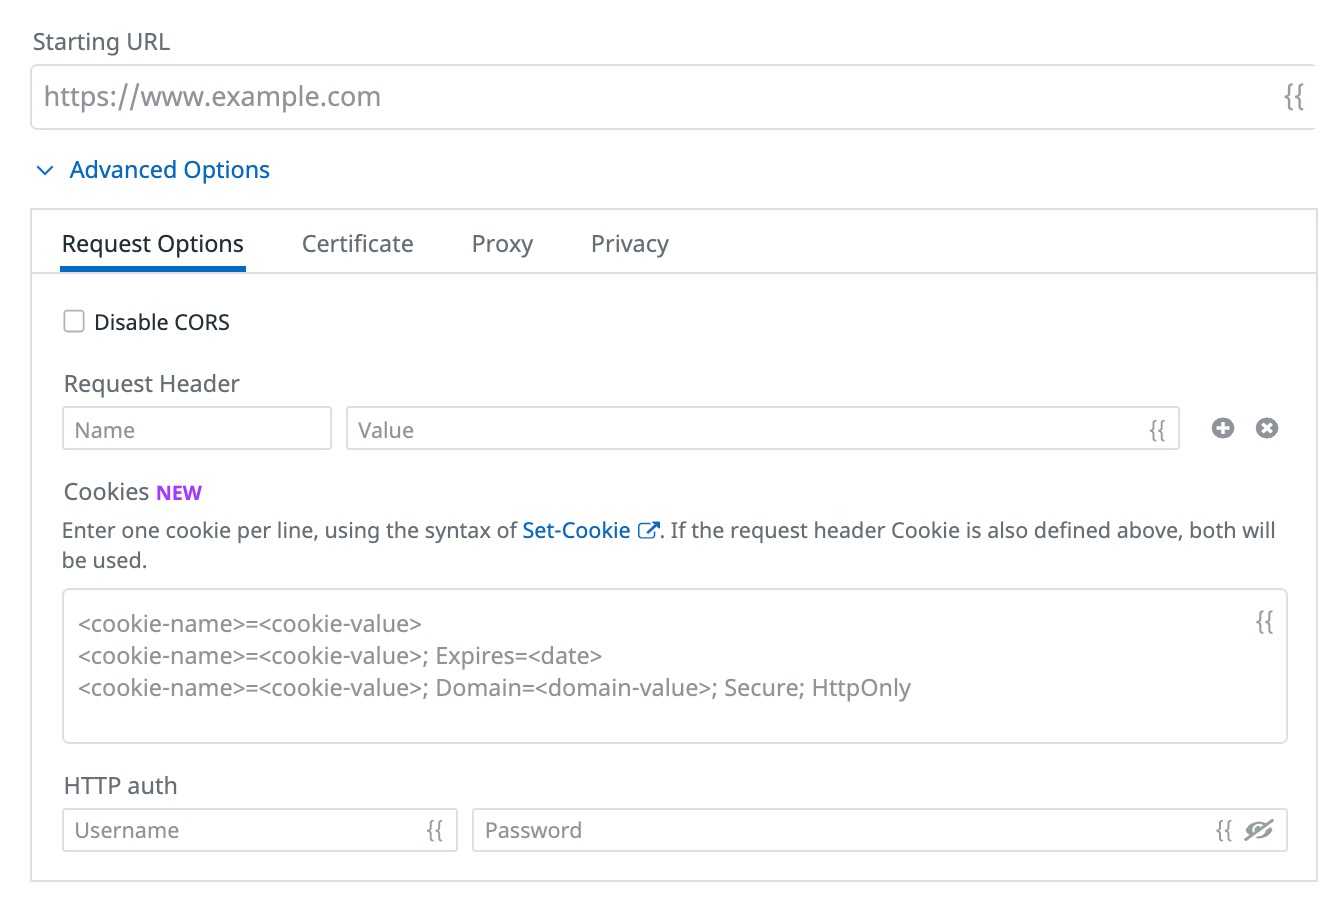 Starting URL
https://www.example.com {{
Advanced Options
Request Options Certificate Proxy Privacy
Disable CORS
Request Header
Name Value {{
Cookies NEW
Enter one cookie per line, using the syntax of Set-Cookie. If the request header Cookie is also defined above, both will
be used.
<cookie-name>=<cookie-value> {{
<cookie-name>=<cookie-value>; Expires=<date>
<cookie-name>=<cookie-value>; Domain=<domain-value>; Secure; HttpOnly
HTTP auth
Username {{ Password {{